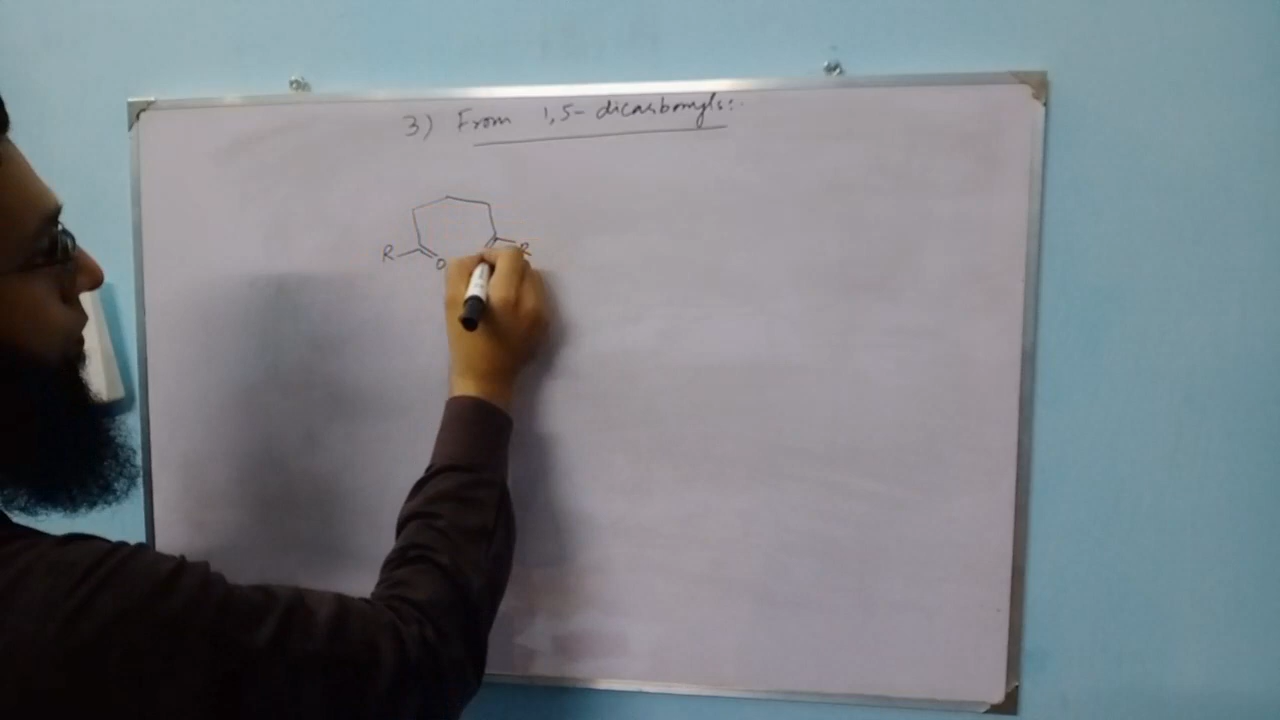 3) From 1,5- dicarbonyls:.
R O R